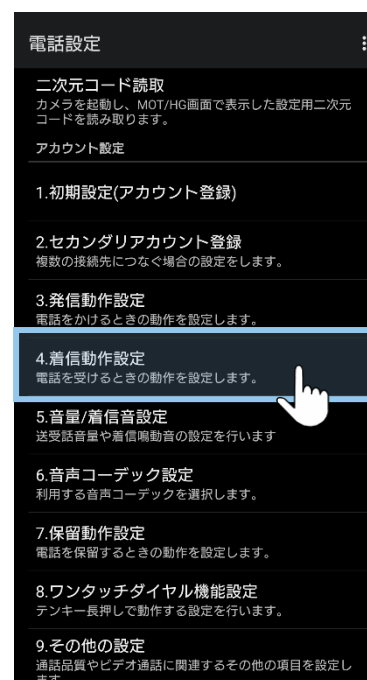 電話設定
二次元コード読取
カメラを起動し、MOT/HG画面で表示した設定用二次元
コードを読み取ります。
アカウント設定
1.初期設定(アカウント登録)
2.セカンダリアカウント登録
複数の接続先につなぐ場合の設定をします。
3.発信動作設定
電話をかけるときの動作を設定します。
4.着信動作設定
電話を受けるときの動作を設定します。
5.音量/着信音設定
送受話音量や着信鳴動音の設定を行います
6.音声コーデック設定
利用する音声コーデックを選択します。
7.保留動作設定
電話を保留するときの動作を設定します。
8.ワンタッチダイヤル機能設定
テンキー長押しで動作する設定を行います。
9.その他の設定
通話品質やビデオ通話に関連するその他の項目を設定し
ます